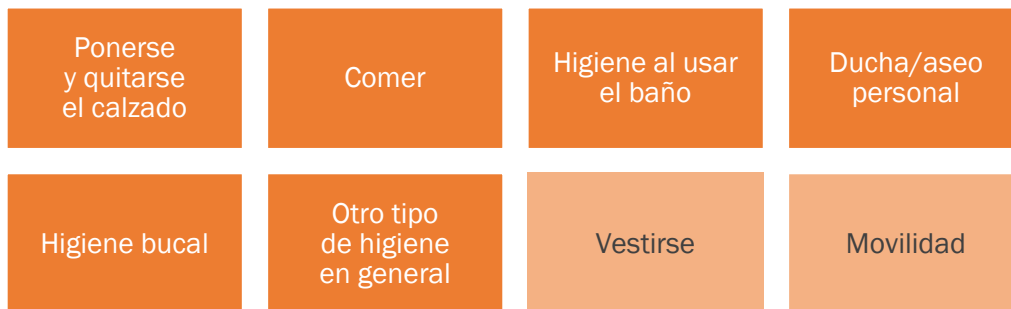 Ponerse
y quitarse
el calzado
Comer
Higiene al usar
el baño
Ducha/aseo
personal
Higiene bucal
Otro tipo
de higiene
en general
Vestirse
Movilidad